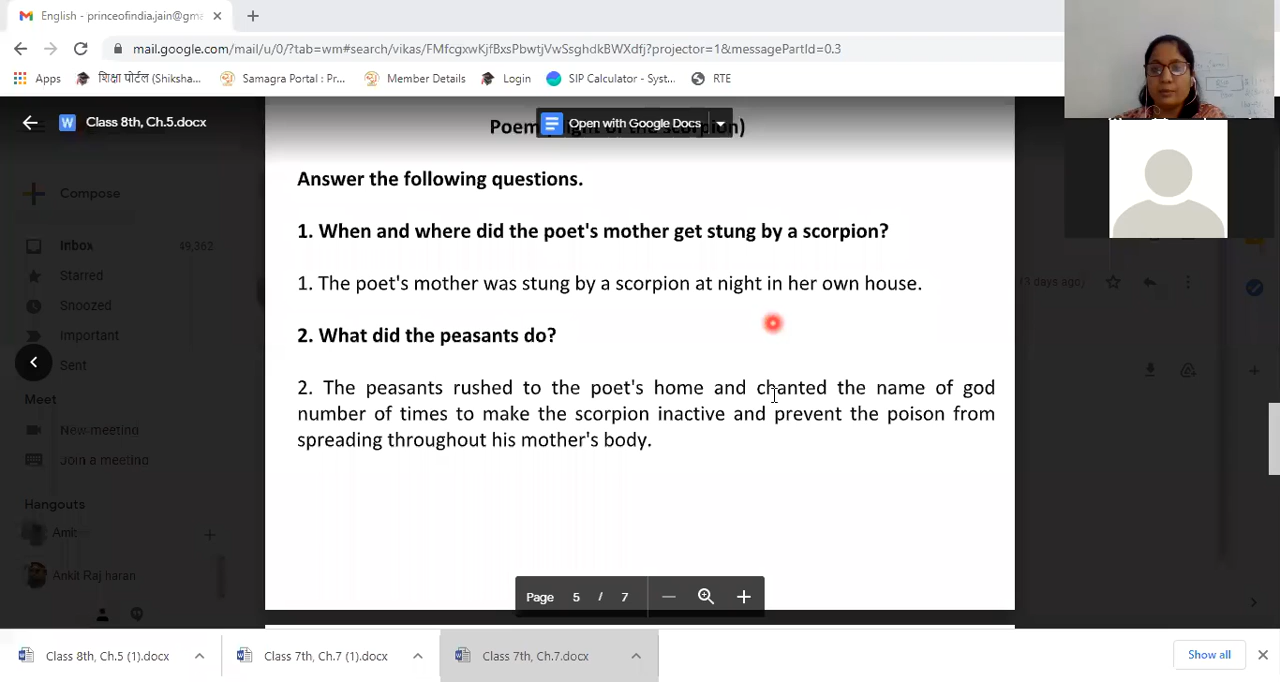 English - princeofindia.jain@gma
mail.google.com/mail/u/0/?tab=wm#search/vikas/FMfcgxwKjfBxsPbwtjVwSsghdkBWXdfj?projector=1&messagePartId=0.3
Apps शिक्षा पोर्टल (Shiksha... Samagra Portal : Pr... Member Details Login SIP Calculator - Syst... RTE
Class 8th, Ch.5.docx
Open with Google Docs
Answer the following questions.
1. When and where did the poet's mother get stung by a scorpion?
1. The poet's mother was stung by a scorpion at night in her own house.
2. What did the peasants do?
2. The peasants rushed to the poet's home and chanted the name of god
number of times to make the scorpion inactive and prevent the poison from
spreading throughout his mother's body.
Compose
Inbox 49,362
Starred
Snoozed
Important
Sent
Meet
New meeting
Join a meeting
Hangouts
Amit
Ankit Raj haran
days ago)
Page 5 / 7
Class 8th, Ch.5 (1).docx
Class 7th, Ch.7 (1).docx
Class 7th, Ch.7.docx
Show all